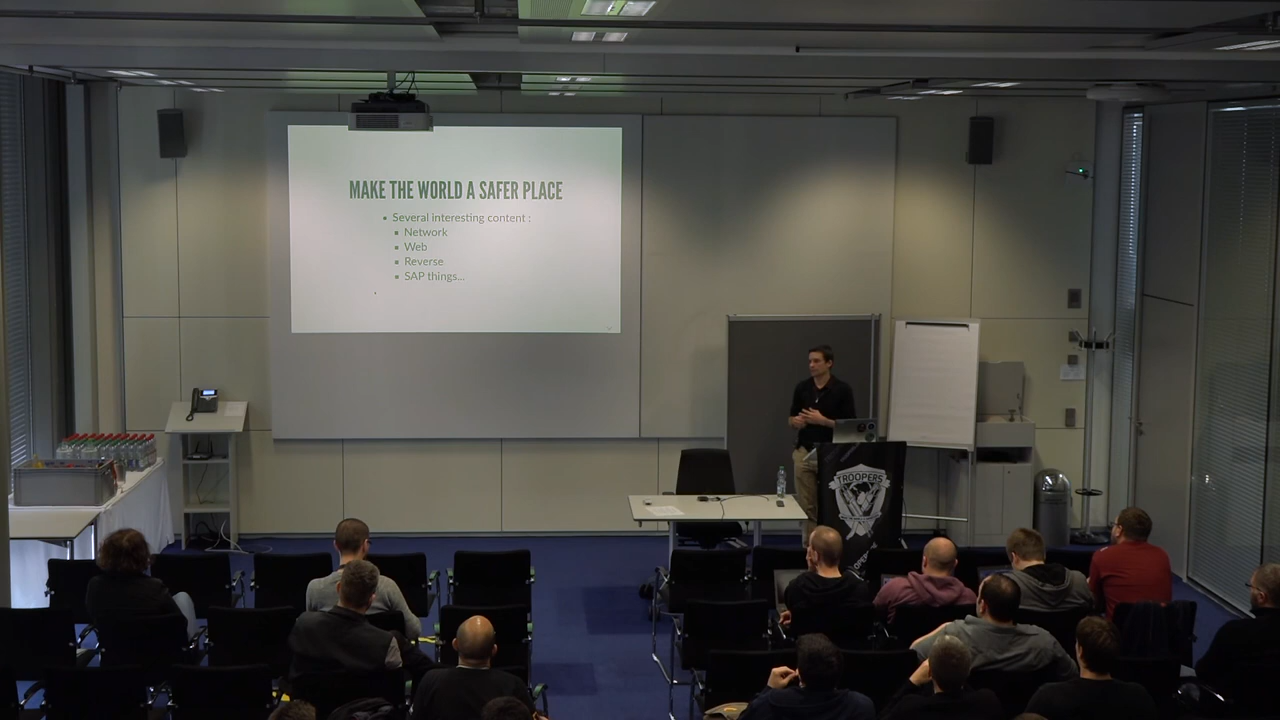 MAKE THE WORLD A SAFER PLACE
Several interesting content :
Network
Web
Reverse
SAP things...
TROOPERS